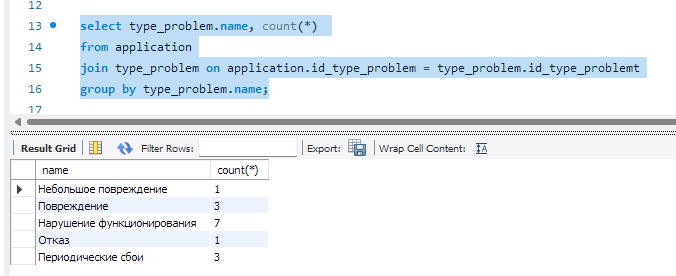 12
13 select type_problem.name, count(*)
14 from application
15 join type_problem on application.id_type_problem = type_problem.id_type_problemt
16 group by type_problem.name;
17
Result Grid Filter Rows: Export: Wrap Cell Content:
name count(*)
Небольшое повреждение 1
Повреждение 3
Нарушение функционирования 7
Отказ 1
Периодические сбои 3